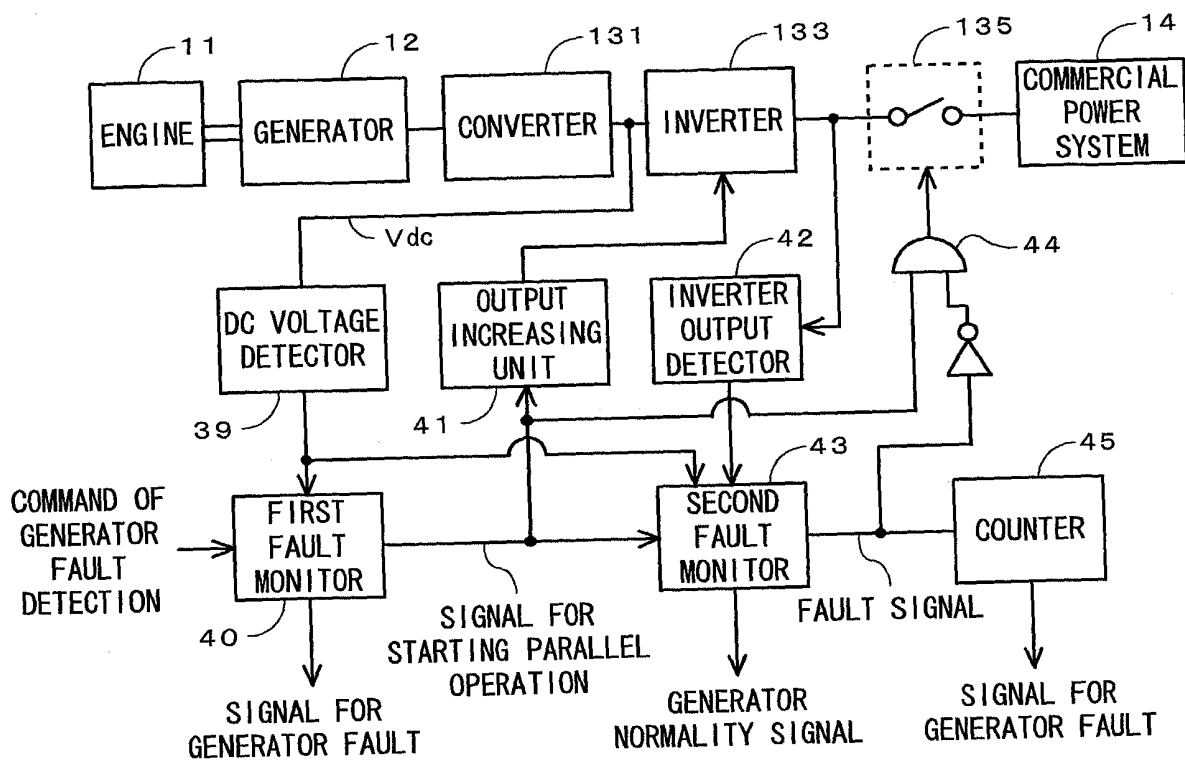 11
12
131
133
135
14
ENGINE
GENERATOR
CONVERTER
INVERTER
COMMERCIAL
POWER
SYSTEM
Vdc
42
44
DC VOLTAGE
DETECTOR
OUTPUT
INCREASING
UNIT
INVERTER
OUTPUT
DETECTOR
39
41
43
45
COMMAND OF
GENERATOR
FAULT
DETECTION
FIRST
FAULT
MONITOR
SECOND
FAULT
MONITOR
COUNTER
40
SIGNAL FOR
STARTING PARALLEL
OPERATION
FAULT SIGNAL
SIGNAL FOR
GENERATOR FAULT
GENERATOR
NORMALITY SIGNAL
SIGNAL FOR
GENERATOR FAULT